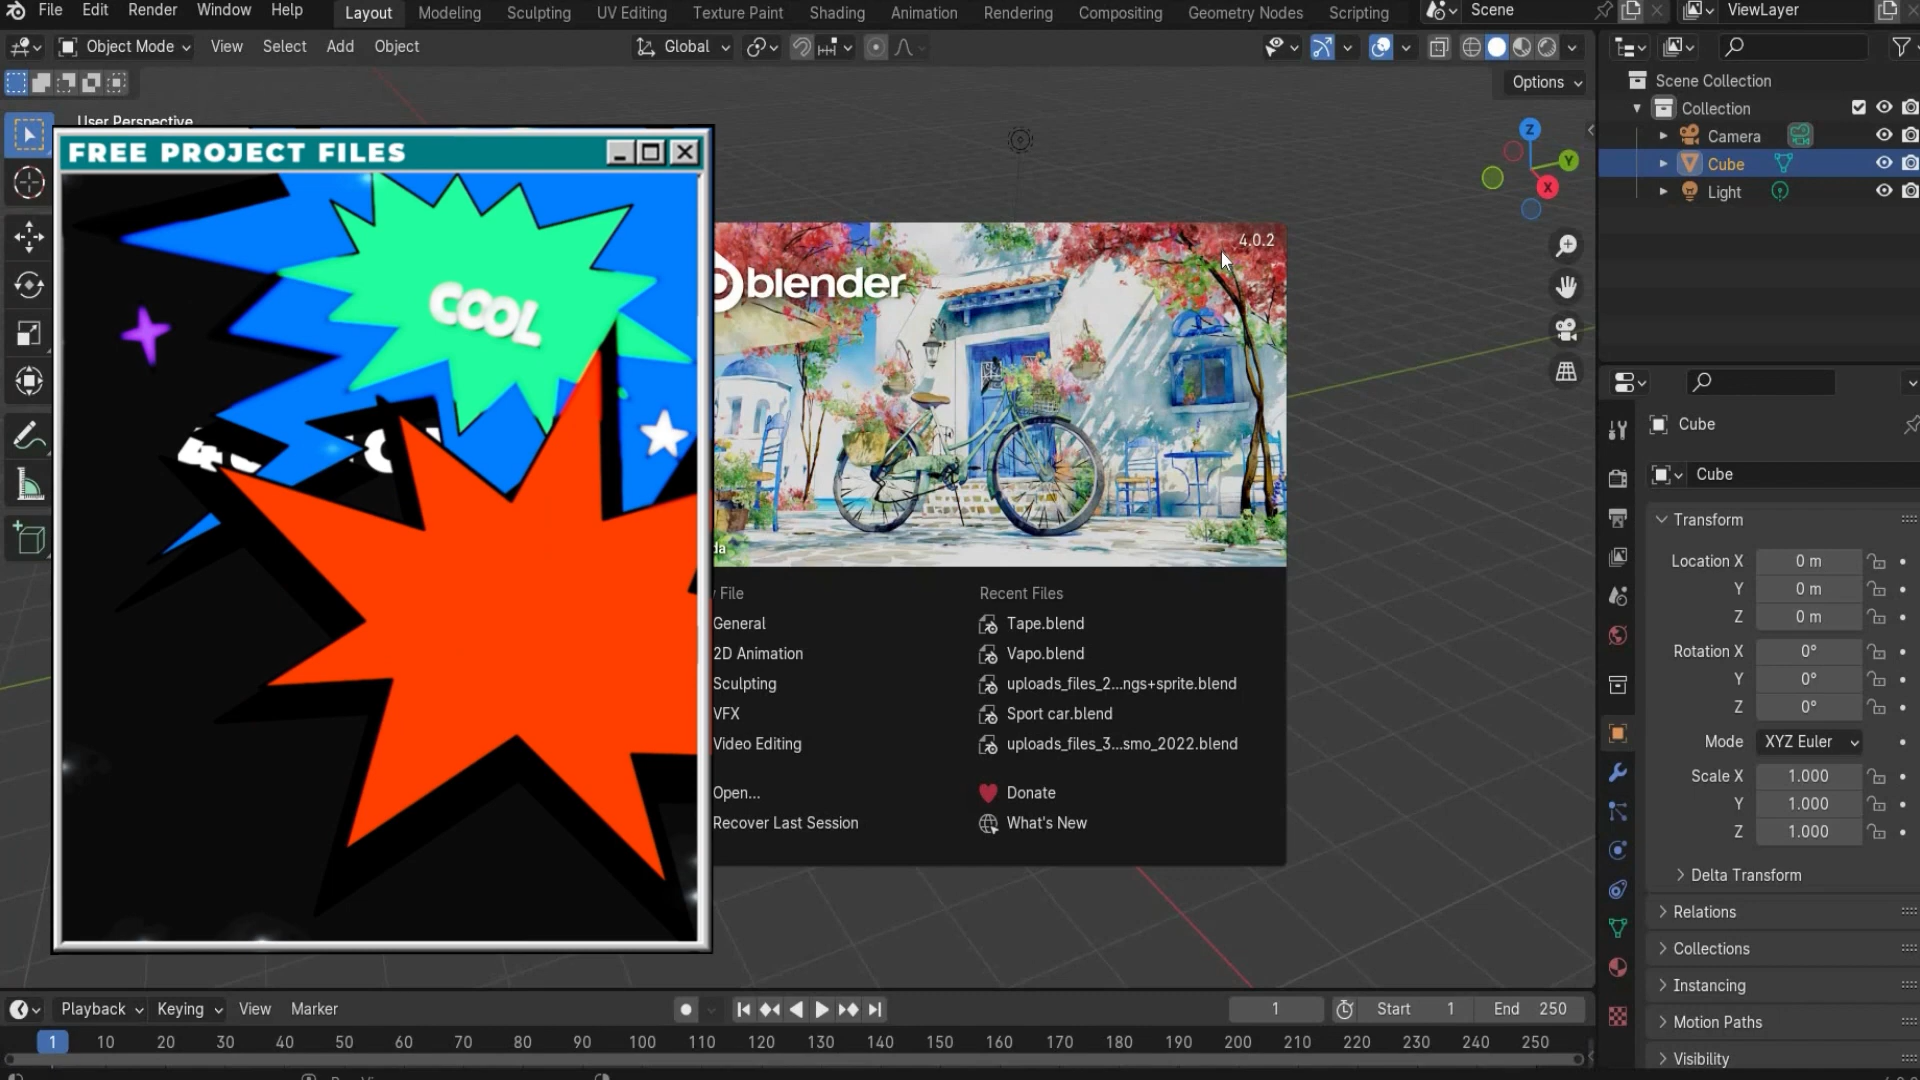 File Edit Render Window Help Layout Modeling Sculpting UV Editing Texture Paint Shading Animation Rendering Compositing Geometry Nodes Scripting Scene ViewLayer
Object Mode View Select Add Object Global
Options
User Perspective
Scene Collection
Collection
Camera
Cube
Light
FREE PROJECT FILES
COOL
4.0.2
blender
File
General
2D Animation
Sculpting
VFX
Video Editing
Open...
Recover Last Session
Recent Files
Tape.blend
Vapo.blend
uploads_files_2...ngs+sprite.blend
Sport car.blend
uploads_files_3...smo_2022.blend
Donate
What's New
Z
Y
X
Cube
Cube
Transform
Location X 0 m
Y 0 m
Z 0 m
Rotation X 0°
Y 0°
Z 0°
Mode XYZ Euler
Scale X 1.000
Y 1.000
Z 1.000
Delta Transform
Relations
Collections
Instancing
Motion Paths
Visibility
Playback Keying View Marker 1 Start 1 End 250
1 10 20 30 40 50 60 70 80 90 100 110 120 130 140 150 160 170 180 190 200 210 220 230 240 250